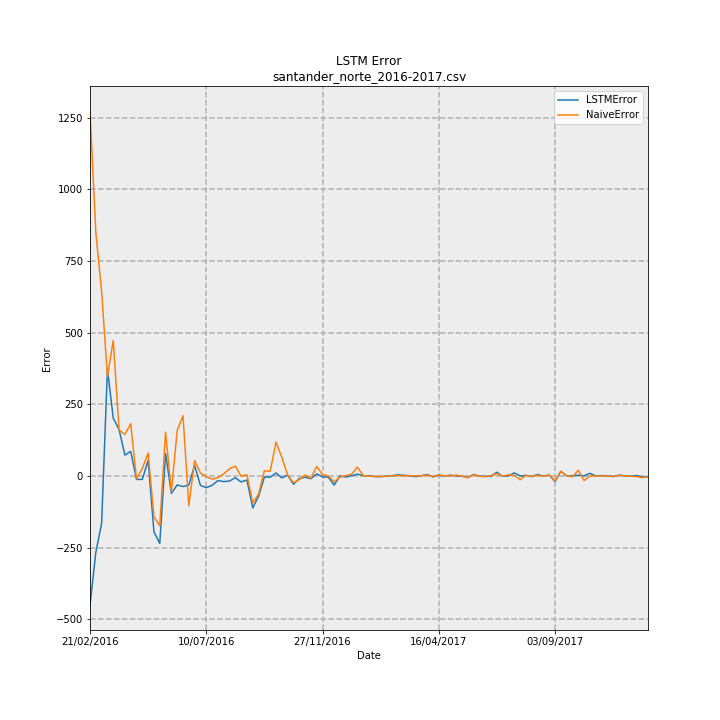 LSTM Error
santander_norte_2016-2017.csv
LSTMError
NaiveError
1250
1000
750
500
250
0
−250
−500
Error
21/02/2016
10/07/2016
27/11/2016
16/04/2017
03/09/2017
Date